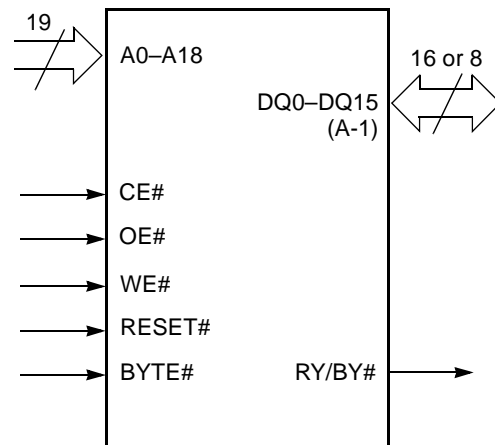 19
A0–A18
16 or 8
DQ0–DQ15
(A-1)
CE#
OE#
WE#
RESET#
BYTE#
RY/BY#